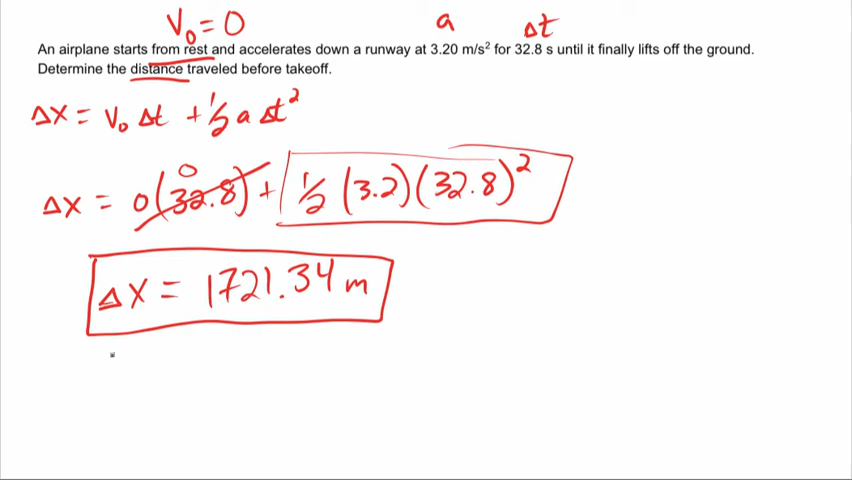 V₀ = 0 a Δt
An airplane starts from rest and accelerates down a runway at 3.20 m/s² for 32.8 s until it finally lifts off the ground.
Determine the distance traveled before takeoff.
Δx = V₀ Δt + ½ a Δt²
0
Δx = 0(32.8) + ½ (3.2)(32.8)²
Δx = 1721.34 m